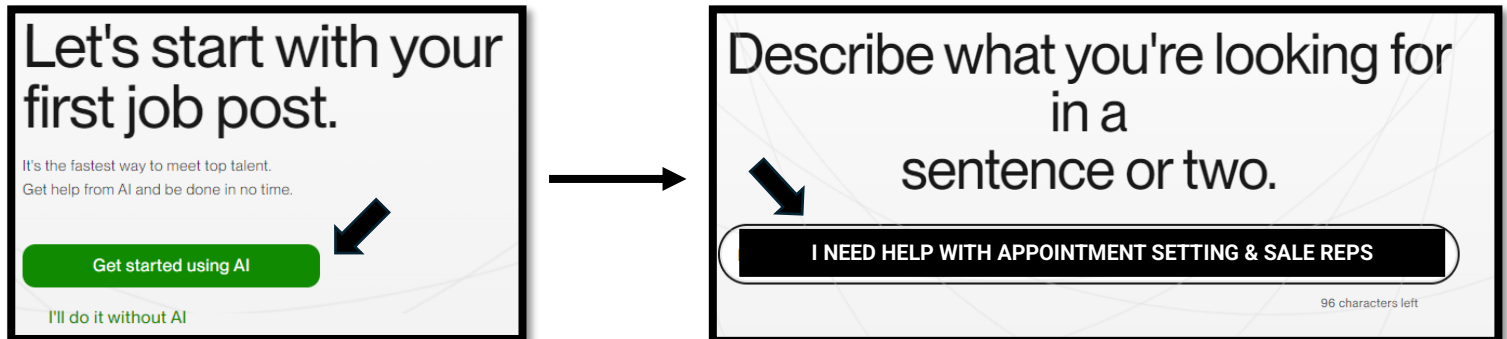 Let's start with your
first job post.
It's the fastest way to meet top talent.
Get help from AI and be done in no time.
Get started using AI
I'll do it without AI
Describe what you're looking for
in a
sentence or two.
I NEED HELP WITH APPOINTMENT SETTING & SALE REPS
96 characters left